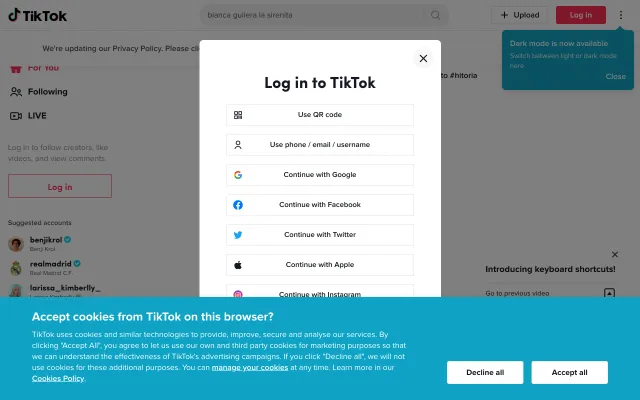 TikTok
bianca guilera la sirenita
Upload
Log in
We're updating our Privacy Policy. Please clic
Dark mode is now available
Switch between light or dark mode here
Close
For You
Following
LIVE
Log in to follow creators, like
videos, and view comments.
Log in
Suggested accounts
benjikrol
Benji Krol
realmadrid
Real Madrid C.F
larissa_kimberlly_
to #hitoria
Log in to TikTok
Use QR code
Use phone / email / username
Continue with Google
Continue with Facebook
Continue with Twitter
Continue with Apple
Continue with Instagram
Introducing keyboard shortcuts!
Go to previous video
Accept cookies from TikTok on this browser?
TikTok uses cookies and similar technologies to provide, improve, secure and analyse our services. By
clicking "Accept All", you agree to let us use our own and third party cookies for marketing purposes so that
we can understand the effectiveness of TikTok's advertising campaigns. If you click "Decline all", we will not
use cookies for these additional purposes. You can manage your cookies at any time. Learn more in our
Cookies Policy.
Decline all
Accept all